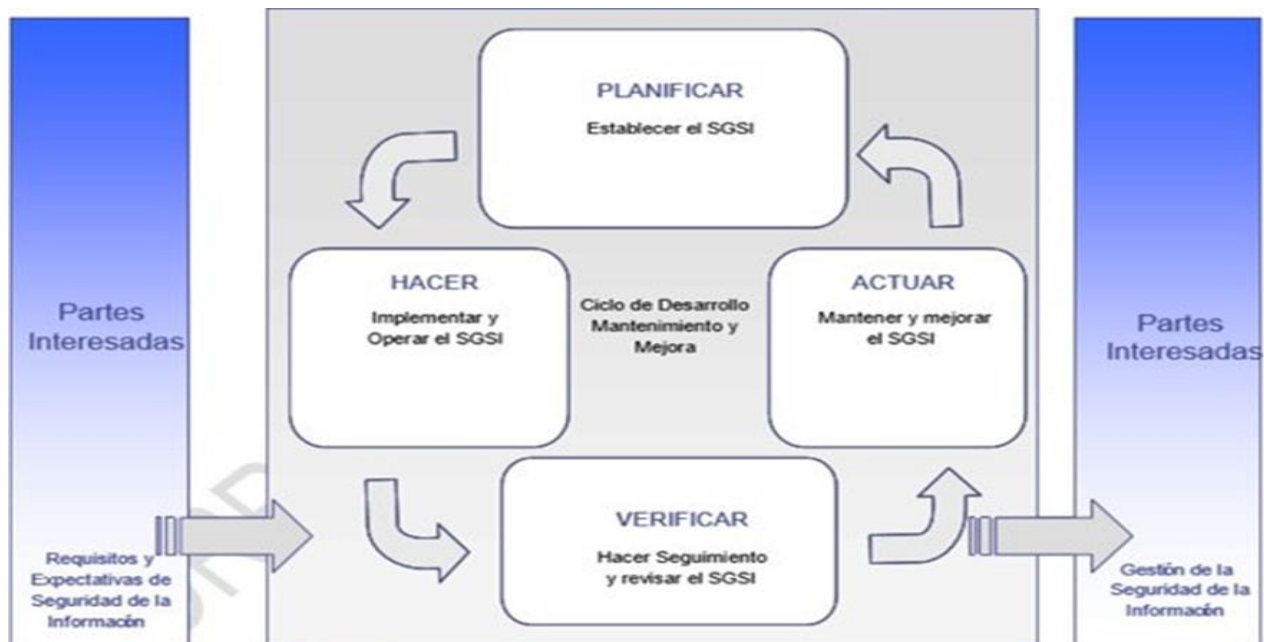 PLANIFICAR
Establecer el SGSI
Partes
Interesadas
HACER
Implementar y
Operar el SGSI
Ciclo de Desarrollo
Mantenimiento y
Mejora
ACTUAR
Mantener y mejorar
el SGSI
Partes
Interesadas
VERIFICAR
Hacer Seguimiento
y revisar el SGSI
Requisitos y
Expectativas de
Seguridad de la
Información
Gestión de la
Seguridad de la
Información